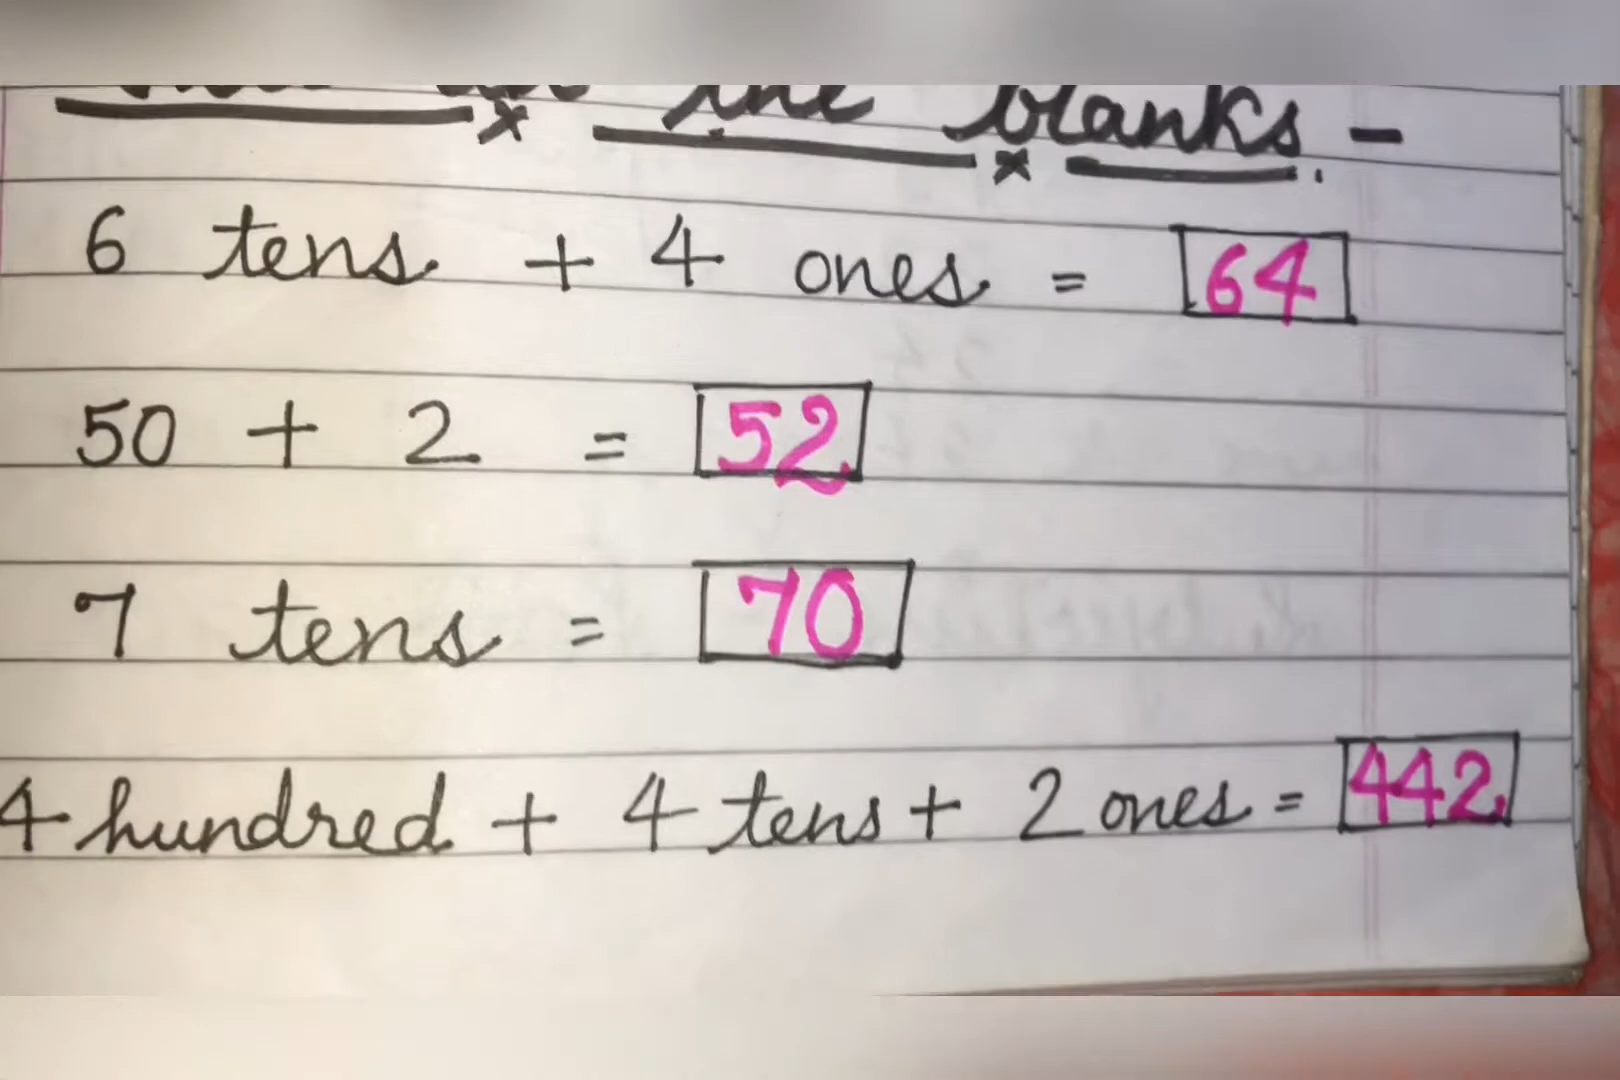 the blanks -
6 tens + 4 ones = 64
50 + 2 = 52
7 tens = 70
4 hundred + 4 tens + 2 ones = 442